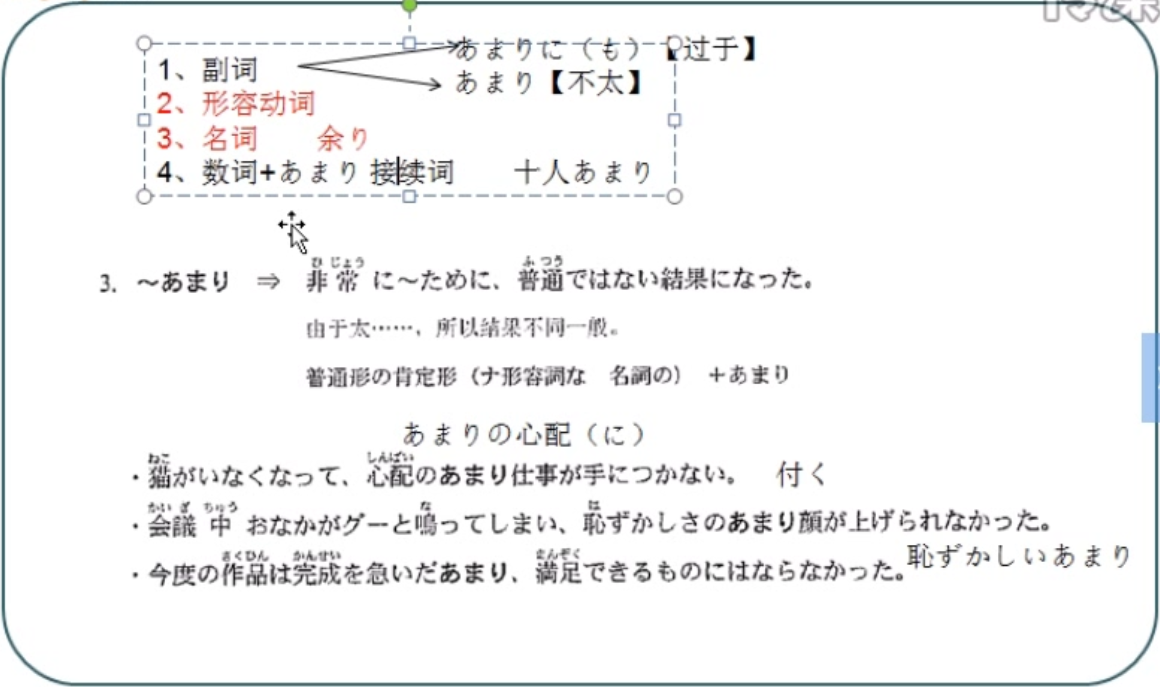 あまりに（も）【过于】
1、副词
あまり【不太】
2、形容动词
3、名词　　余り
4、数词+あまり 接续词　　十人あまり
3. ～あまり　⇒　非常に～ために、普通ではない結果になった。
由于太……，所以结果不同一般。
普通形の肯定形（ナ形容詞な　名詞の）　＋あまり
あまりの心配（に）
・猫がいなくなって、心配のあまり仕事が手につかない。　付く
・会議中おなかがグーと鳴ってしまい、恥ずかしさのあまり顔が上げられなかった。
恥ずかしいあまり
・今度の作品は完成を急いだあまり、満足できるものにはならなかった。